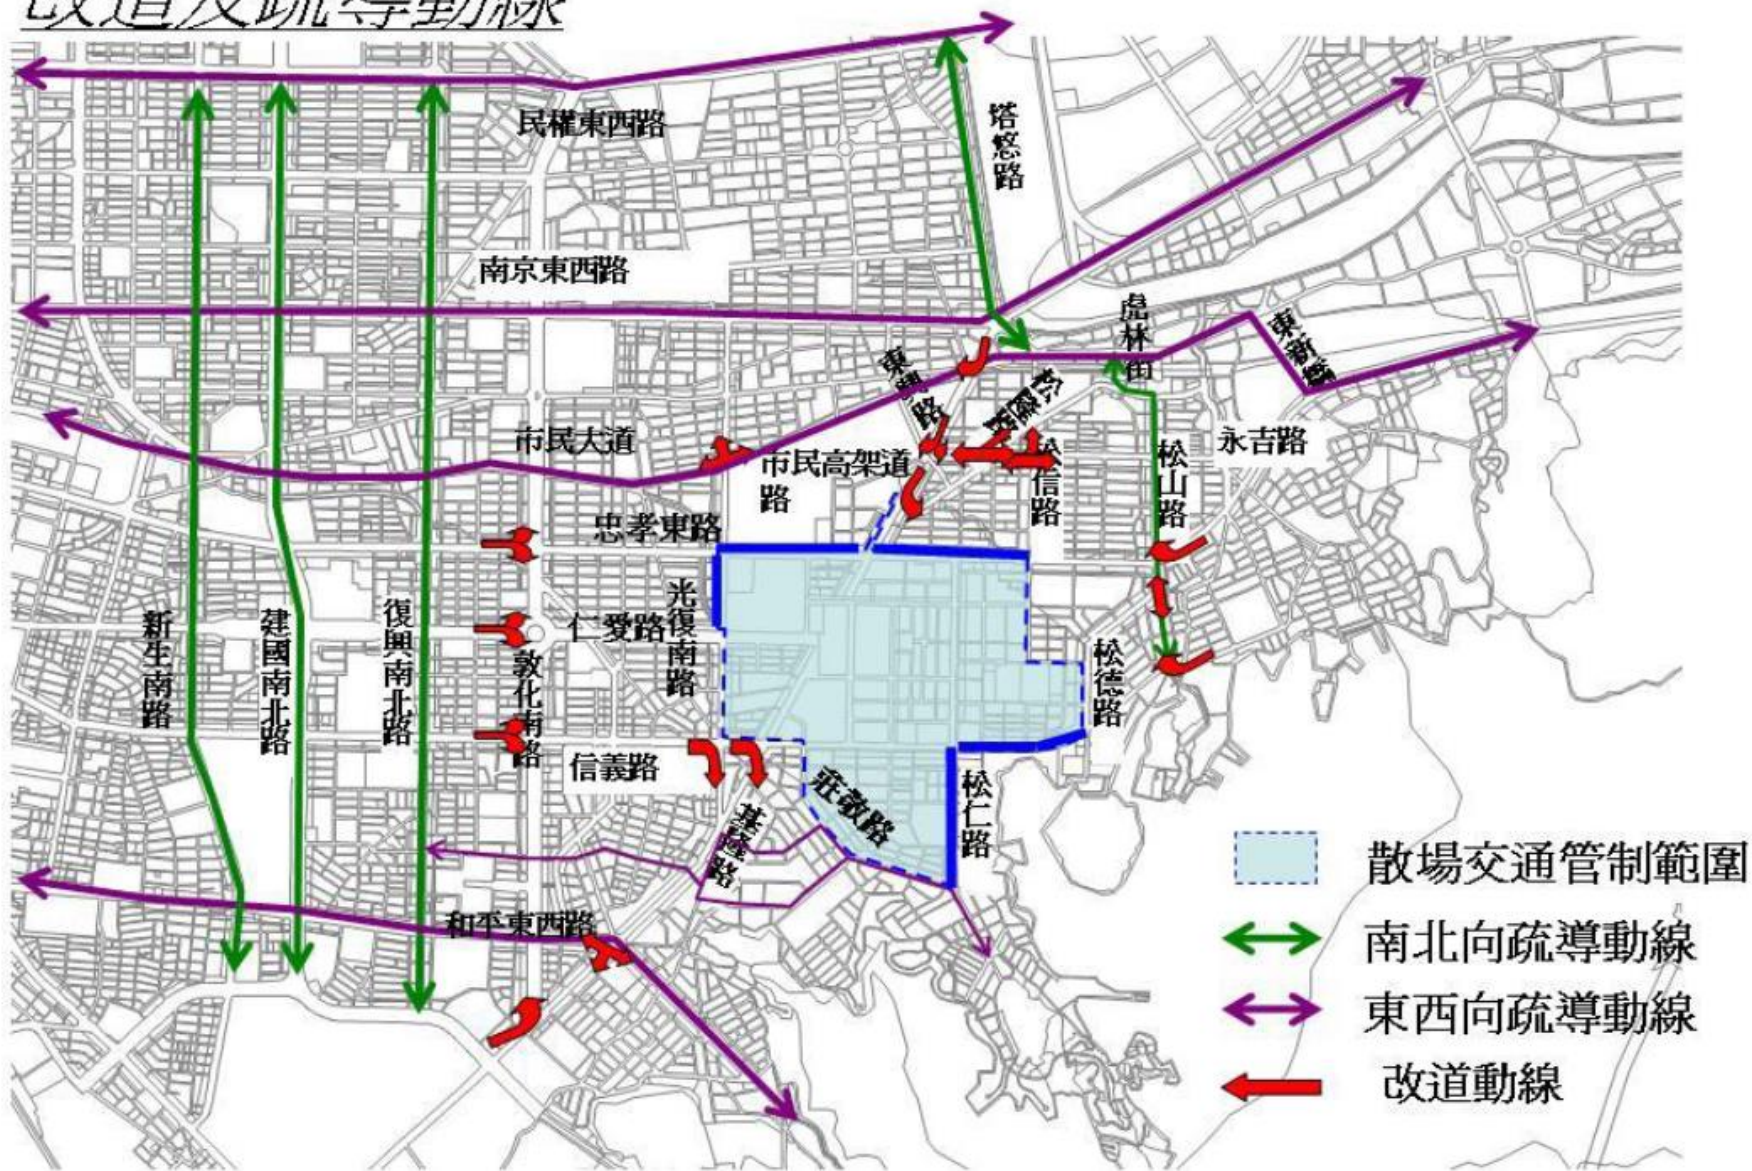 改道及疏導動線
民權東西路
塔悠路
南京東西路
虎林街
東新街
東興路
松隆路
市民大道
市民高架道
路
松信路
松山路
永吉路
忠孝東路
光復南路
仁愛路
新生南路
建國南北路
復興南北路
敦化南路
松德路
信義路
莊敬路
松仁路
基隆路
和平東西路
散場交通管制範圍
南北向疏導動線
東西向疏導動線
改道動線